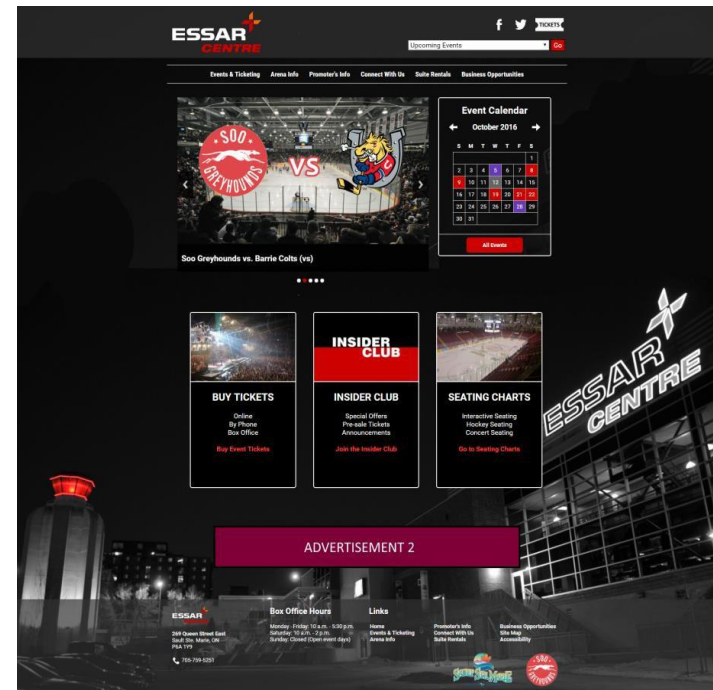 ESSAR
CENTRE
TICKETS
Upcoming Events
Go
Events & Ticketing
Arena Info
Promoter's Info
Connect With Us
Suite Rentals
Business Opportunities
SOO
GREYHOUNDS
VS
Soo Greyhounds vs. Barrie Colts (vs)
Event Calendar
October 2016
S M T W T F S
1
2 3 4 5 6 7 8
9 10 11 12 13 14 15
16 17 18 19 20 21 22
23 24 25 26 27 28 29
30 31
All Events
BUY TICKETS
Online
By Phone
Box Office
Buy Event Tickets
INSIDER
CLUB
INSIDER CLUB
Special Offers
Pre-sale Tickets
Announcements
Join the Insider Club
SEATING CHARTS
Interactive Seating
Hockey Seating
Concert Seating
Go to Seating Charts
ESSAR
CENTRE
ADVERTISEMENT 2
ESSAR
269 Queen Street East
Sault Ste. Marie, ON
P6A 1Y9
705-759-5251
Box Office Hours
Monday - Friday: 10 a.m. - 5:30 p.m.
Saturday: 10 a.m. - 2 p.m.
Sunday: Closed (Open event days)
Links
Home
Events & Ticketing
Arena Info
Promoter's Info
Connect With Us
Suite Rentals
Business Opportunities
Site Map
Accessibility
SOO